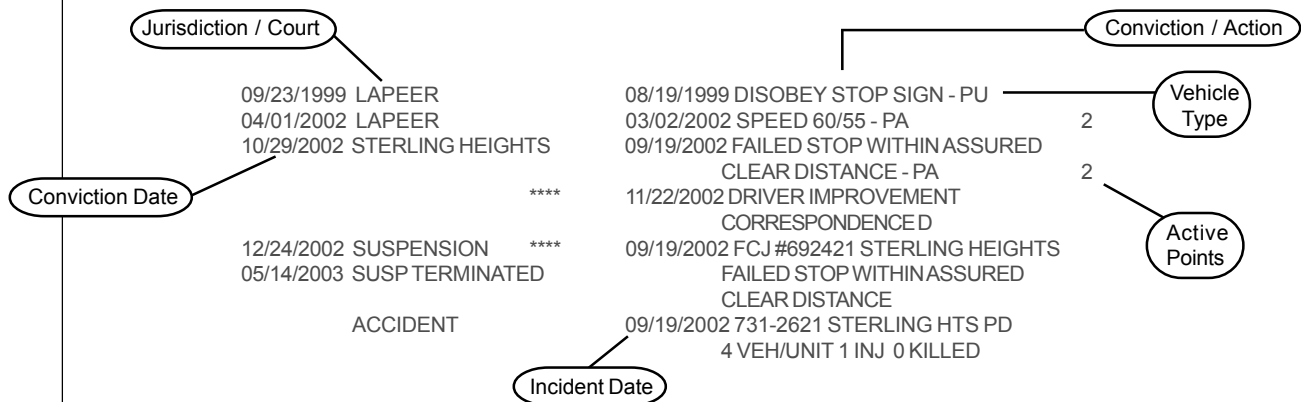 Jurisdiction / Court
Conviction / Action
09/23/1999 LAPEER 08/19/1999 DISOBEY STOP SIGN - PU
Vehicle
Type
04/01/2002 LAPEER 03/02/2002 SPEED 60/55 - PA 2
10/29/2002 STERLING HEIGHTS 09/19/2002 FAILED STOP WITHIN ASSURED
CLEAR DISTANCE - PA 2
Conviction Date
**** 11/22/2002 DRIVER IMPROVEMENT
CORRESPONDENCE D
Active
Points
12/24/2002 SUSPENSION **** 09/19/2002 FCJ #692421 STERLING HEIGHTS
05/14/2003 SUSP TERMINATED FAILED STOP WITHIN ASSURED
CLEAR DISTANCE
ACCIDENT 09/19/2002 731-2621 STERLING HTS PD
4 VEH/UNIT 1 INJ 0 KILLED
Incident Date